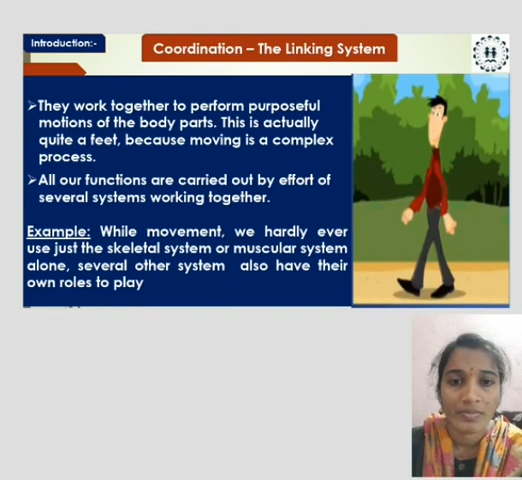 Introduction:-
Coordination – The Linking System
➢They work together to perform purposeful
motions of the body parts. This is actually
quite a feet, because moving is a complex
process.
➢All our functions are carried out by effort of
several systems working together.
Example: While movement, we hardly ever
use just the skeletal system or muscular system
alone, several other system also have their
own roles to play